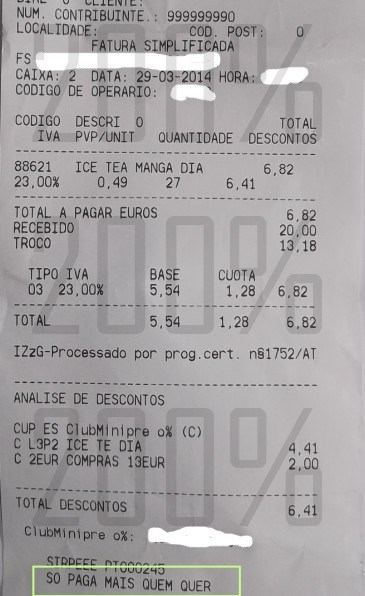 NUM. CONTRIBUINTE.: 999999990
LOCALIDADE: COD. POST: 0
FATURA SIMPLIFICADA
FS
CAIXA: 2 DATA: 29-03-2014 HORA:
CODIGO DE OPERARIO:
CODIGO DESCRI O TOTAL
IVA PVP/UNIT QUANTIDADE DESCONTOS
88621 ICE TEA MANGA DIA 6,82
23,00% 0,49 27 6,41
TOTAL A PAGAR EUROS 6,82
RECEBIDO 20,00
TROCO 13,18
TIPO IVA BASE CUOTA
03 23,00% 5,54 1,28 6,82
TOTAL 5,54 1,28 6,82
IZzG-Processado por prog.cert. n§1752/AT
ANALISE DE DESCONTOS
CUP ES ClubMinipre o% (C)
C L3P2 ICE TE DIA 4,41
C 2EUR COMPRAS 13EUR 2,00
TOTAL DESCONTOS 6,41
ClubMinipre o%:
STRPEEE PT000245
SO PAGA MAIS QUEM QUER
200%
200%
200%